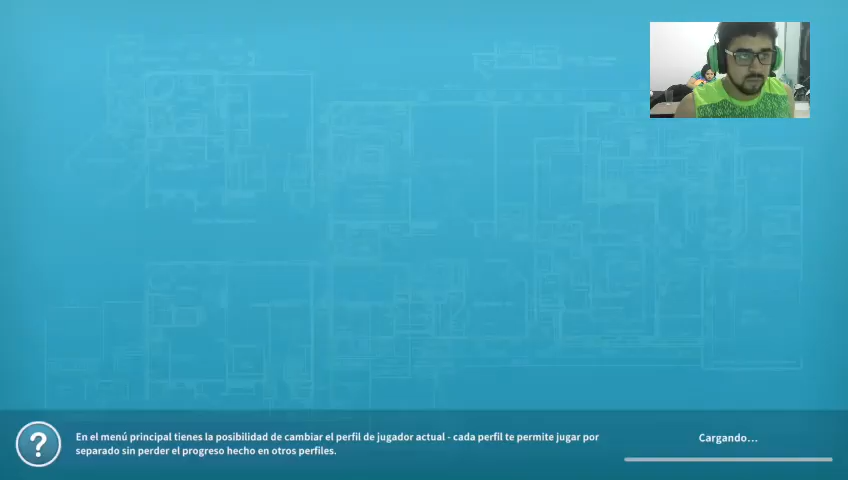 ?
En el menú principal tienes la posibilidad de cambiar el perfil de jugador actual - cada perfil te permite jugar por
separado sin perder el progreso hecho en otros perfiles.
Cargando...